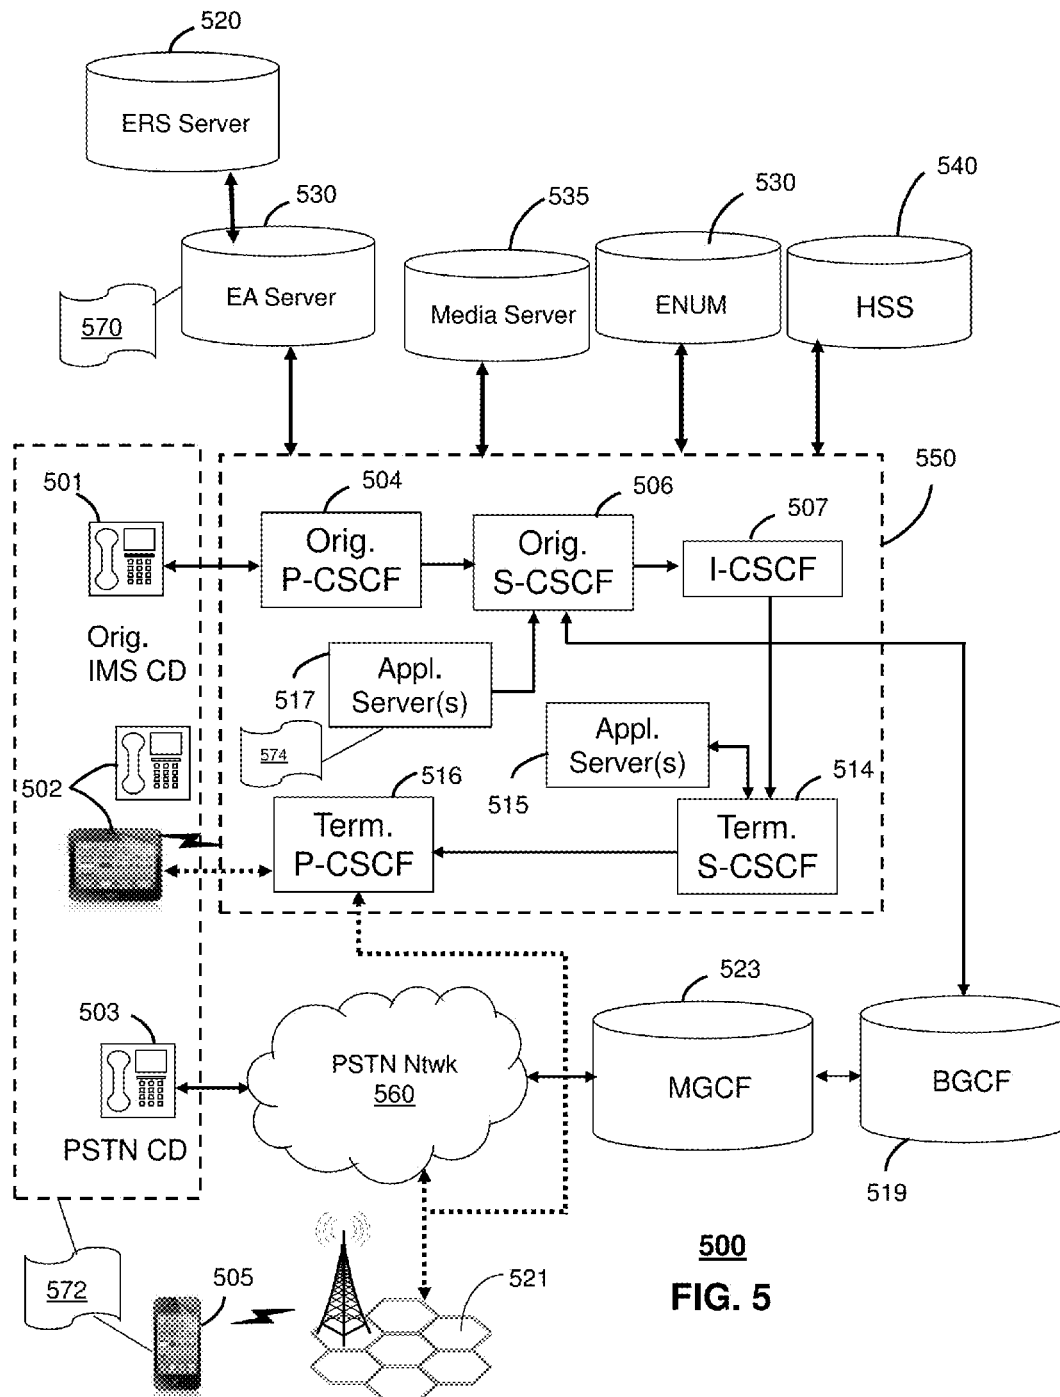 520
ERS Server
530
EA Server
570
535
Media Server
530
ENUM
540
HSS
550
501
Orig.
IMS CD
504
Orig.
P-CSCF
506
Orig.
S-CSCF
507
I-CSCF
517
Appl.
Server(s)
574
515
Appl.
Server(s)
502
516
Term.
P-CSCF
514
Term.
S-CSCF
503
PSTN CD
PSTN Ntwk
560
523
MGCF
BGCF
519
572
505
521
500
FIG. 5